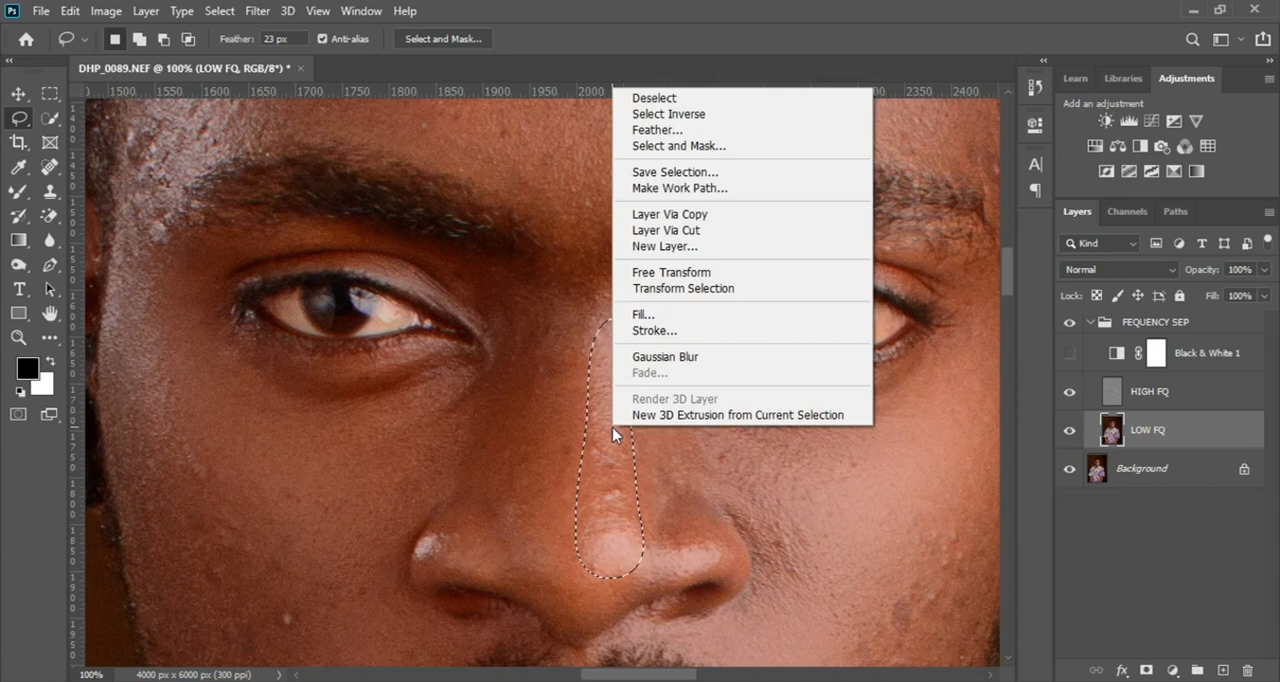 Ps File Edit Image Layer Type Select Filter 3D View Window Help
Feather: 23 px Anti-alias Select and Mask...
DHP_0089.NEF @ 100% (LOW FQ, RGB/8*) * ×
1500 1550 1600 1650 1700 1750 1800 1850 1900 1950 2000 2350 2400
Deselect
Select Inverse
Feather...
Select and Mask...
Save Selection...
Make Work Path...
Layer Via Copy
Layer Via Cut
New Layer...
Free Transform
Transform Selection
Fill...
Stroke...
Gaussian Blur
Fade...
Render 3D Layer
New 3D Extrusion from Current Selection
Learn Libraries Adjustments
Add an adjustment
Layers Channels Paths
Kind
Normal Opacity: 100%
Lock: Fill: 100%
FEQUENCY SEP
Black & White 1
HIGH FQ
LOW FQ
Background
100% 4000 px x 6000 px (300 ppi)